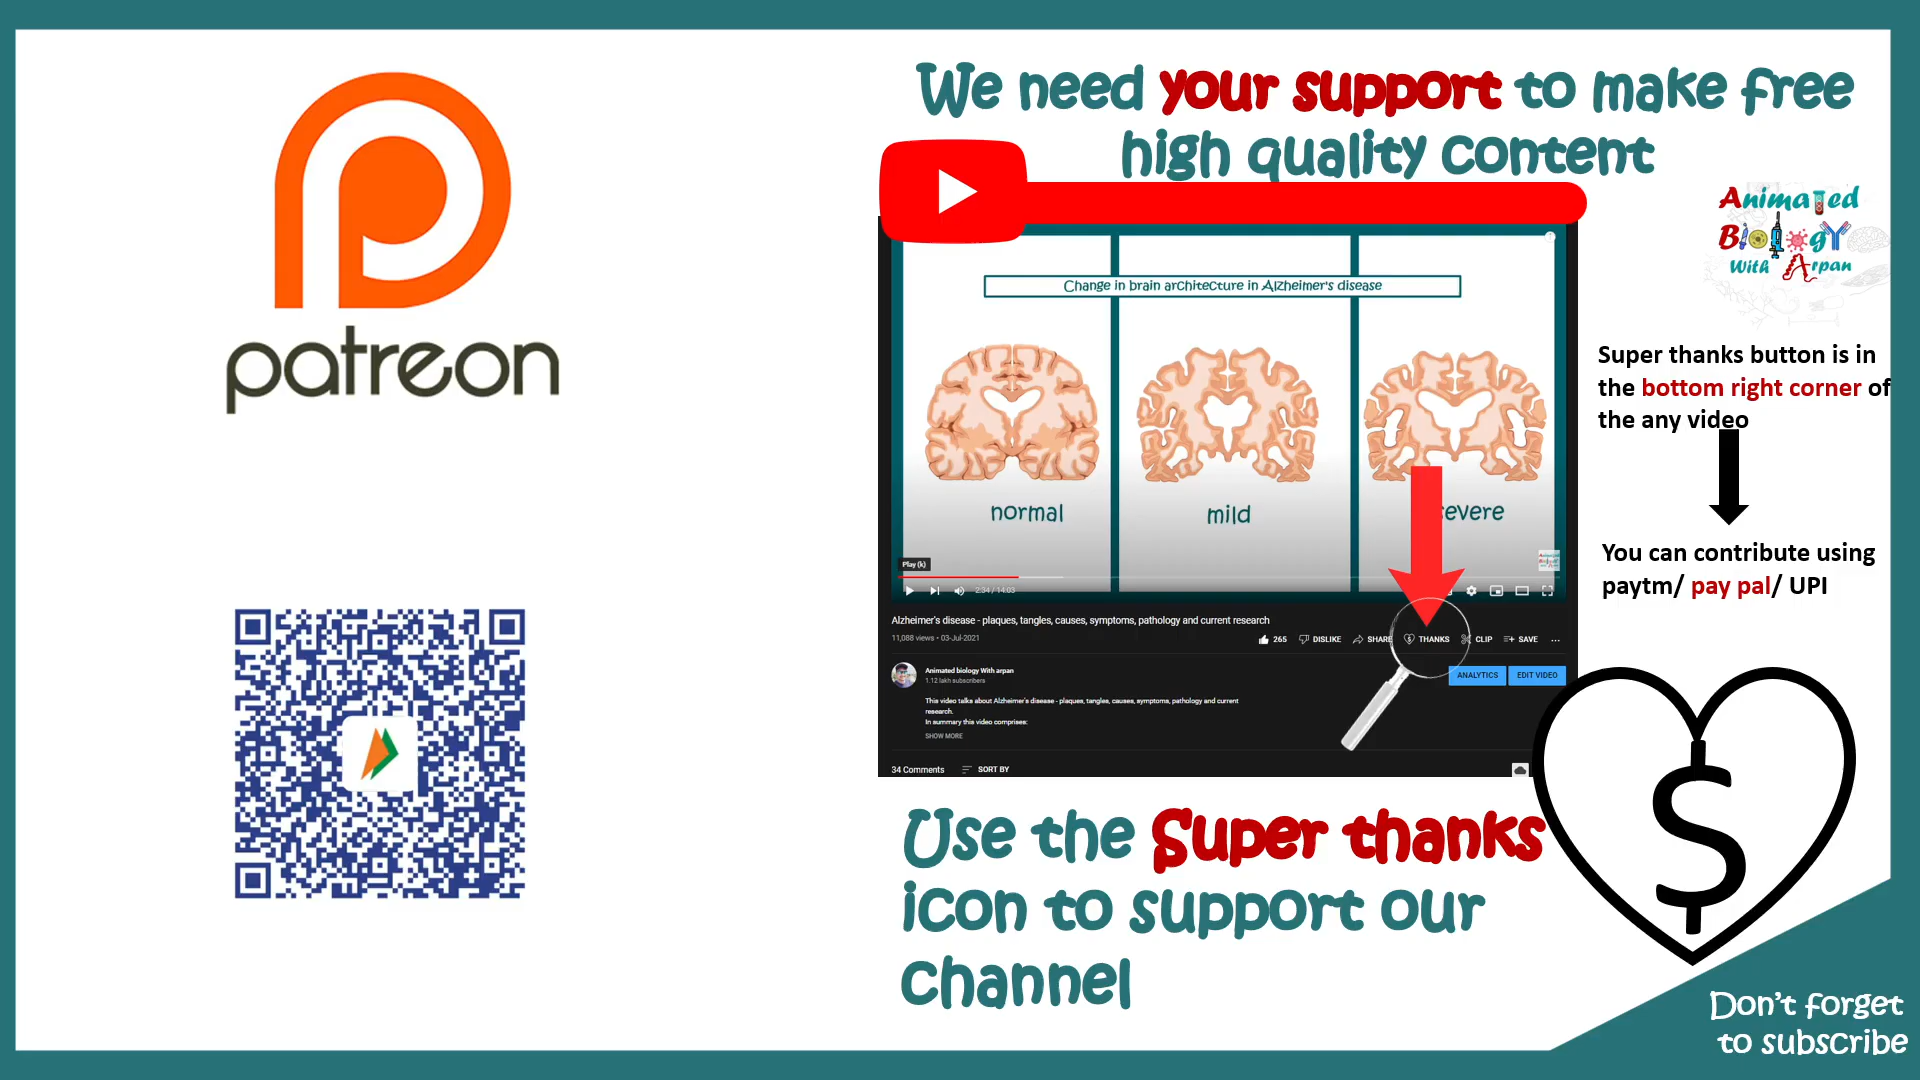 patreon
We need your support to make free
high quality content
Animated
Biology
With Arpan
Change in brain architecture in Alzheimer's disease
normal
mild
severe
Play (k)
2:34 / 14:03
Alzheimer's disease - plaques, tangles, causes, symptoms, pathology and current research
11,088 views • 03-Jul-2021
265
DISLIKE
SHARE
THANKS
CLIP
SAVE
Animated biology With arpan
1.12 lakh subscribers
ANALYTICS
EDIT VIDEO
This video talks about Alzheimer's disease - plaques, tangles, causes, symptoms, pathology and current
research.
In summary this video comprises:
SHOW MORE
34 Comments
SORT BY
Super thanks button is in
the bottom right corner of
the any video
You can contribute using
paytm/ pay pal/ UPI
Use the Super thanks
icon to support our
channel
$
Don't forget
to subscribe